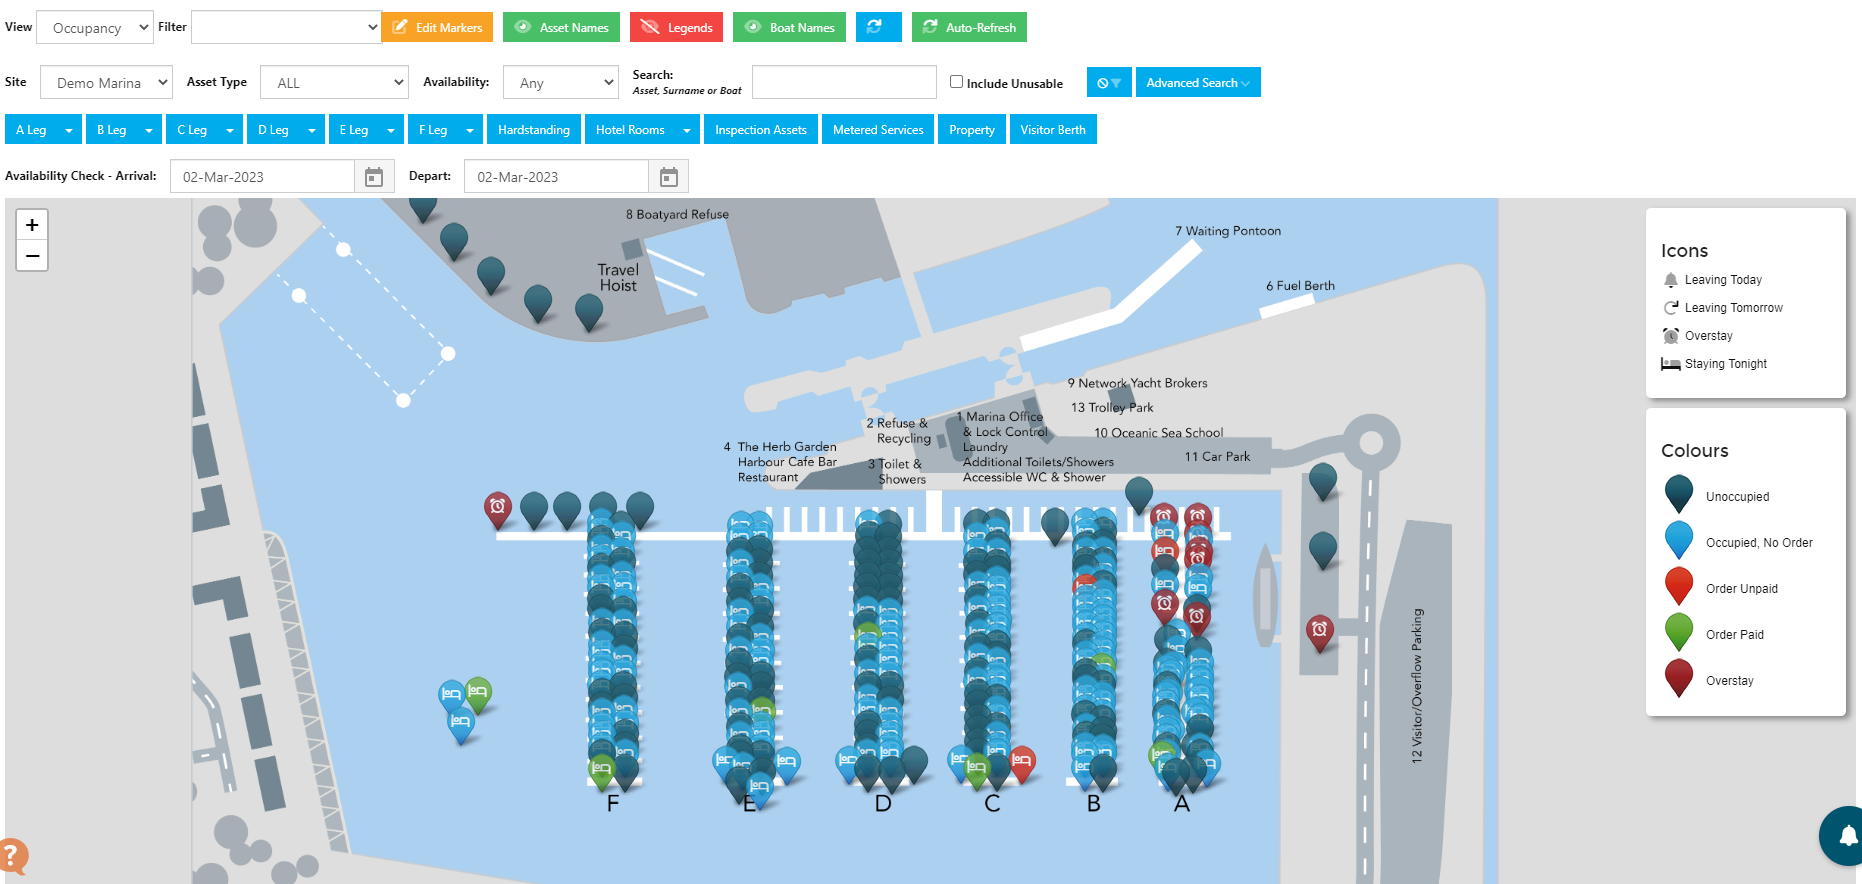 View Occupancy Filter Edit Markers Asset Names Legends Boat Names Auto-Refresh
Site Demo Marina Asset Type ALL Availability: Any Search: Include Unusable Advanced Search
Asset, Surname or Boat
A Leg B Leg C Leg D Leg E Leg F Leg Hardstanding Hotel Rooms Inspection Assets Metered Services Property Visitor Berth
Availability Check - Arrival: 02-Mar-2023 Depart: 02-Mar-2023
+
−
8 Boatyard Refuse
Travel
Hoist
7 Waiting Pontoon
6 Fuel Berth
9 Network Yacht Brokers
13 Trolley Park
10 Oceanic Sea School
11 Car Park
1 Marina Office
& Lock Control
Laundry
Additional Toilets/Showers
Accessible WC & Shower
2 Refuse &
Recycling
3 Toilet &
Showers
4 The Herb Garden
Harbour Cafe Bar
Restaurant
12 Visitor/Overflow Parking
F E D C B A
Icons
Leaving Today
Leaving Tomorrow
Overstay
Staying Tonight
Colours
Unoccupied
Occupied, No Order
Order Unpaid
Order Paid
Overstay
?